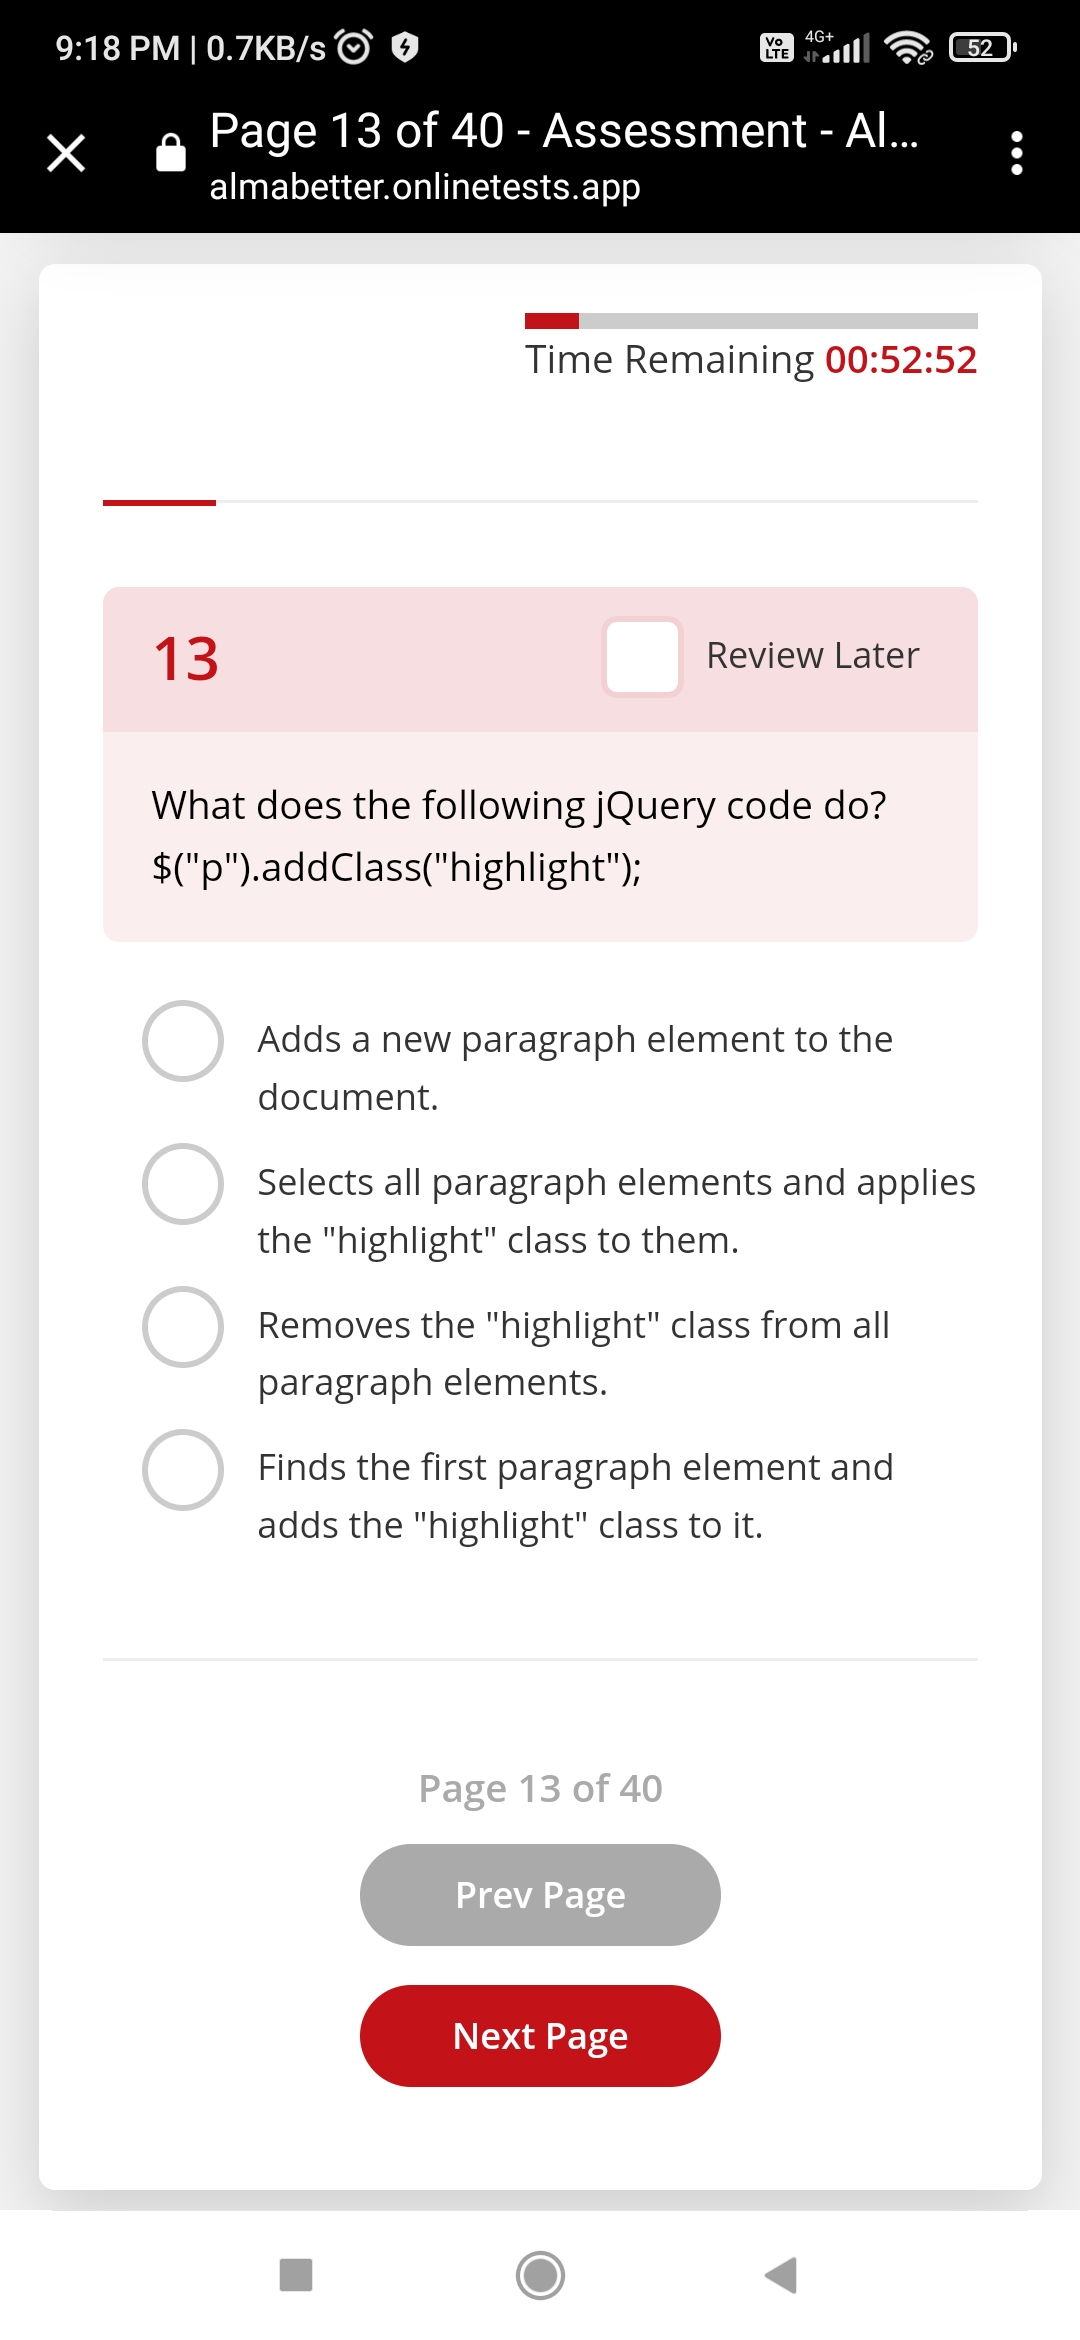 9:18 PM | 0.7KB/s
Vo LTE 4G+ 52
Page 13 of 40 - Assessment - Al...
almabetter.onlinetests.app
Time Remaining 00:52:52
13 Review Later
What does the following jQuery code do?
$("p").addClass("highlight");
Adds a new paragraph element to the
document.
Selects all paragraph elements and applies
the "highlight" class to them.
Removes the "highlight" class from all
paragraph elements.
Finds the first paragraph element and
adds the "highlight" class to it.
Page 13 of 40
Prev Page
Next Page